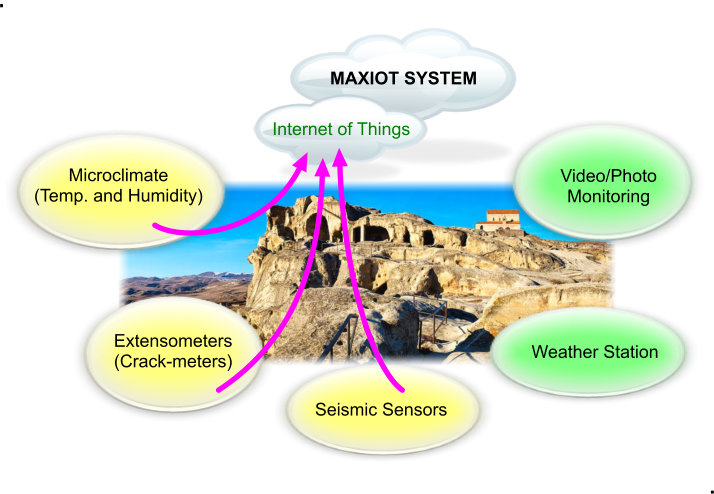 MAXIOT SYSTEM
Internet of Things
Microclimate
(Temp. and Humidity)
Video/Photo
Monitoring
Extensometers
(Crack-meters)
Weather Station
Seismic Sensors